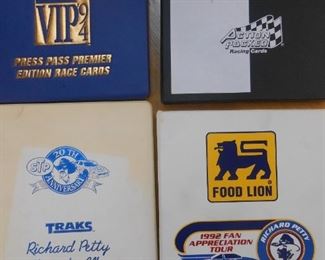 VIP 94
PRESS PASS PREMIER
EDITION RACE CARDS
ACTION
PACKED
Racing Cards
20TH
STP
ANNIVERSARY
TRAKS
Richard Petty
FOOD LION
1992 FAN
APPRECIATION
TOUR
RICHARD PETTY